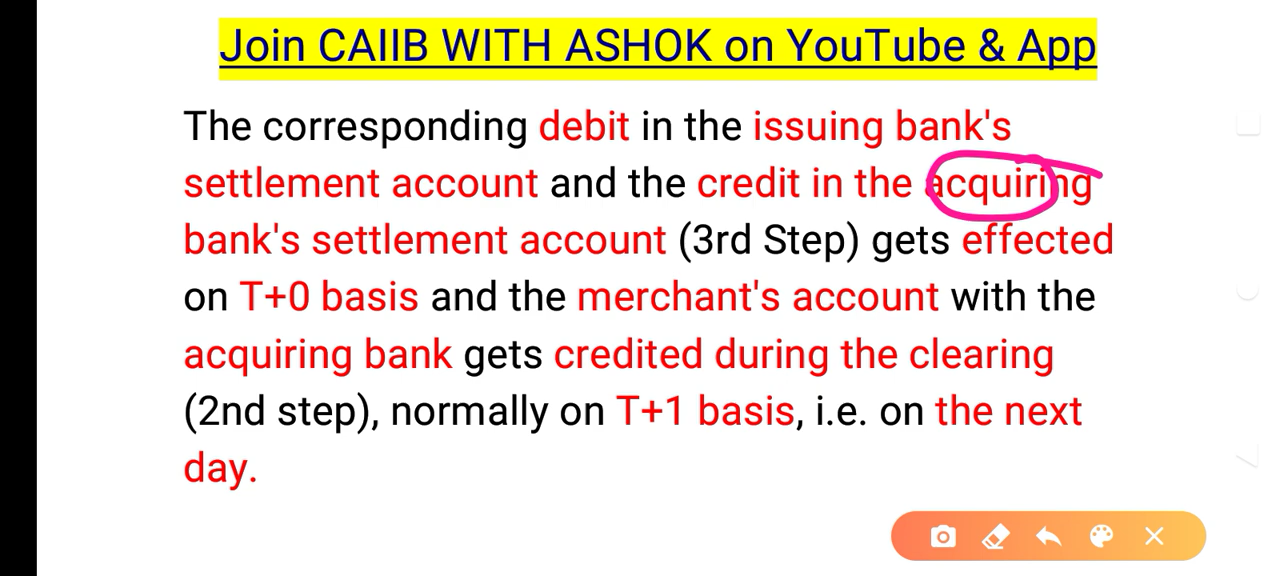 Join CAIIB WITH ASHOK on YouTube & App
The corresponding debit in the issuing bank's
settlement account and the credit in the acquiring
bank's settlement account (3rd Step) gets effected
on T+0 basis and the merchant's account with the
acquiring bank gets credited during the clearing
(2nd step), normally on T+1 basis, i.e. on the next
day.